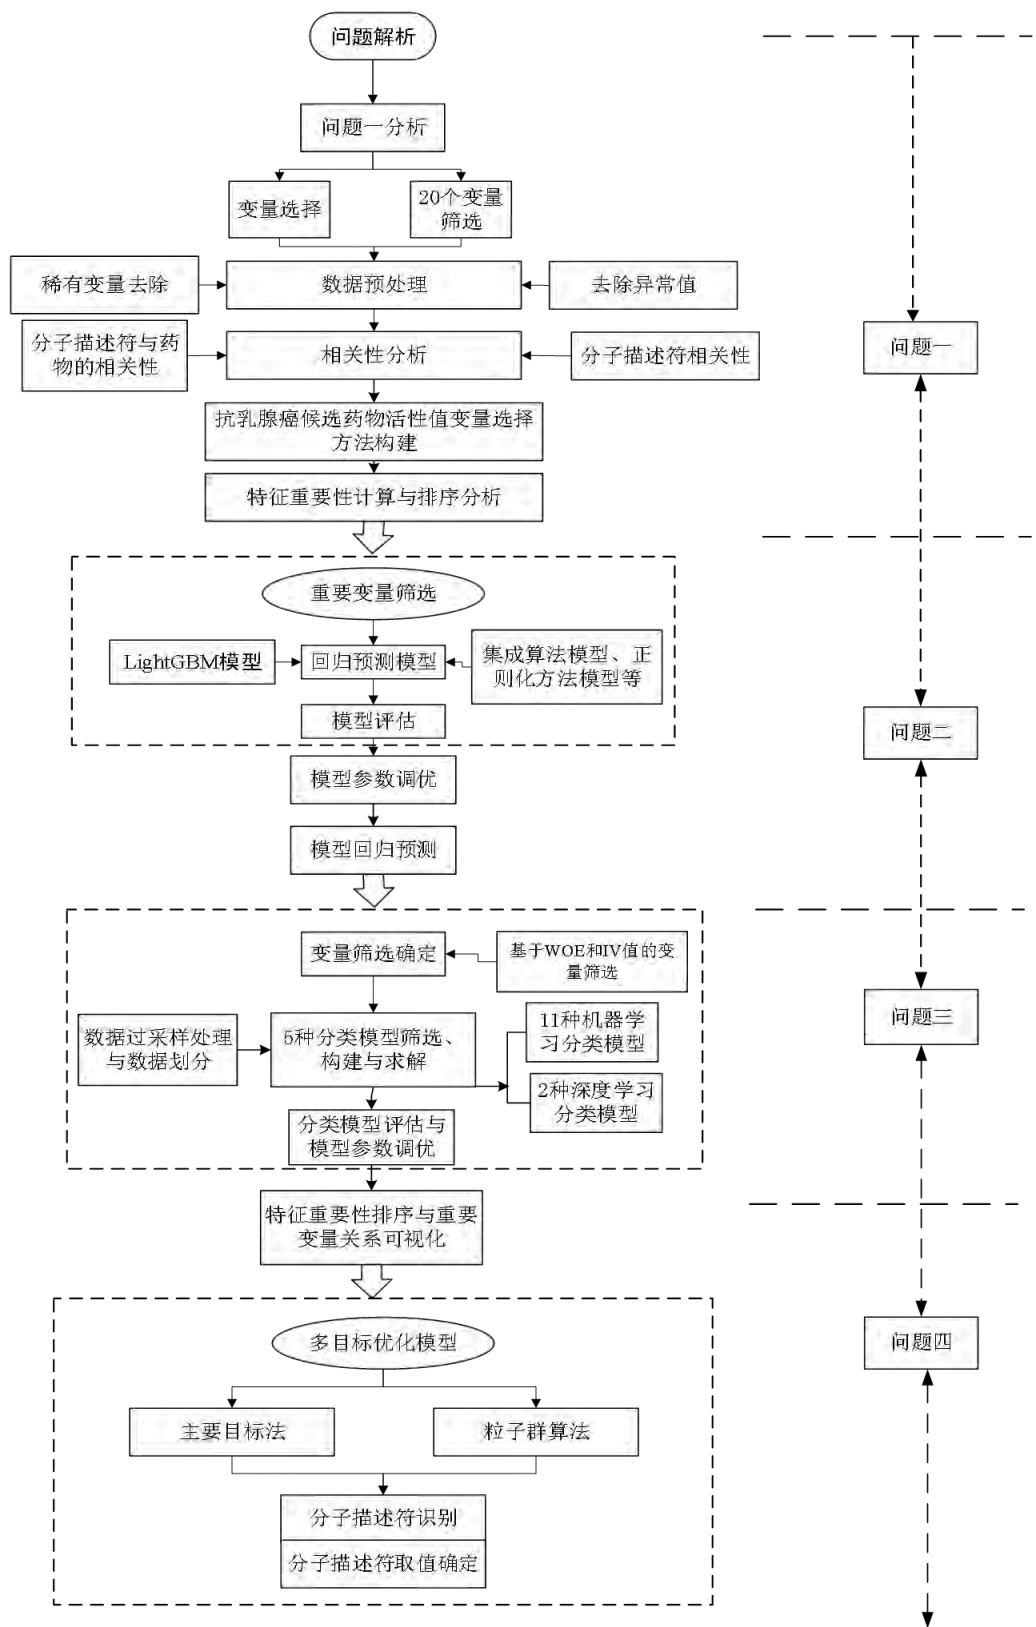 问题解析
问题一分析
变量选择
20个变量
筛选
稀有变量去除
数据预处理
去除异常值
分子描述符与药
物的相关性
相关性分析
分子描述符相关性
问题一
抗乳腺癌候选药物活性值变量选择
方法构建
特征重要性计算与排序分析
重要变量筛选
LightGBM模型
回归预测模型
集成算法模型、正
则化方法模型等
模型评估
问题二
模型参数调优
模型回归预测
变量筛选确定
基于WOE和IV值的变
量筛选
数据过采样处理
与数据划分
5种分类模型筛选、
构建与求解
11种机器学
习分类模型
2种深度学习
分类模型
问题三
分类模型评估与
模型参数调优
特征重要性排序与重要
变量关系可视化
多目标优化模型
问题四
主要目标法
粒子群算法
分子描述符识别
分子描述符取值确定